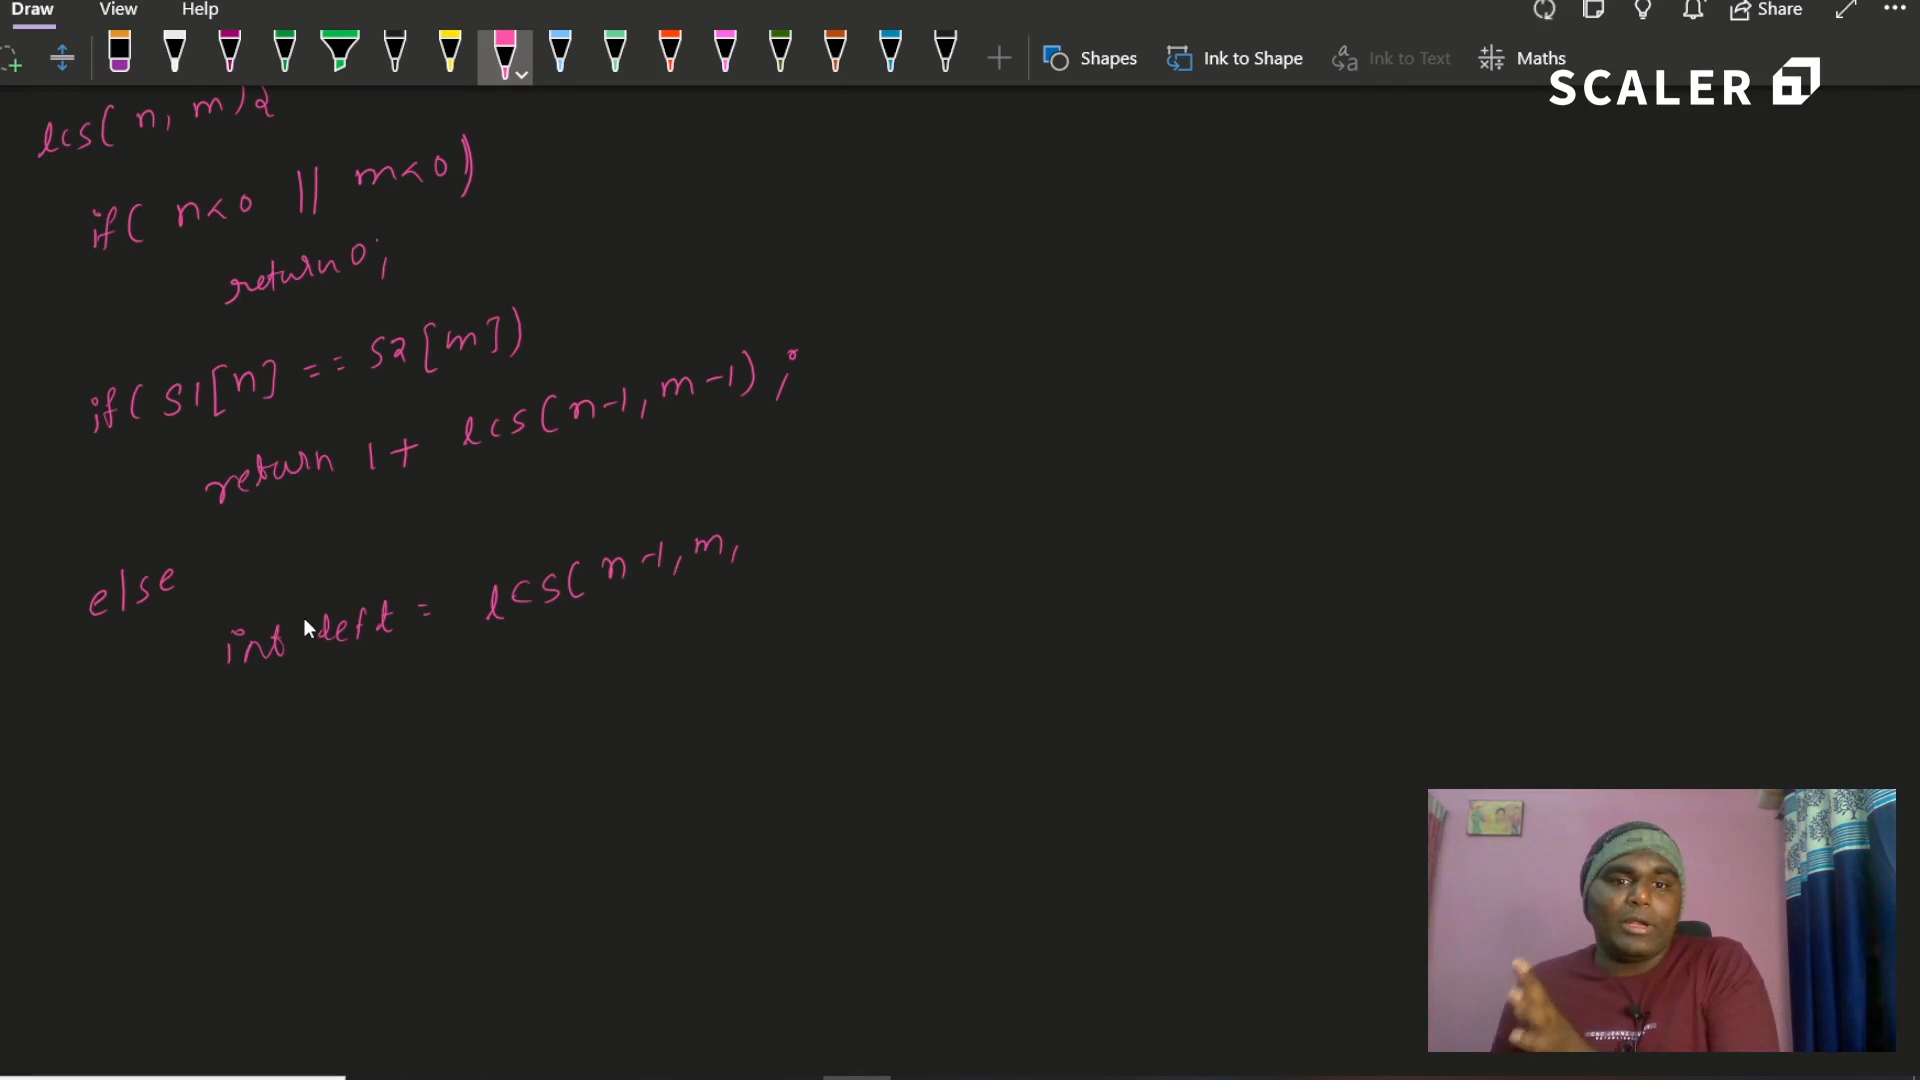 Draw View Help Share
Shapes Ink to Shape Ink to Text Maths
SCALER
lcs(n, m){
if( n<0 || m<0)
return 0;
if( S1[n] == S2[m])
return 1 + lcs(n-1, m-1);
else
int left = lcs(n-1, m,